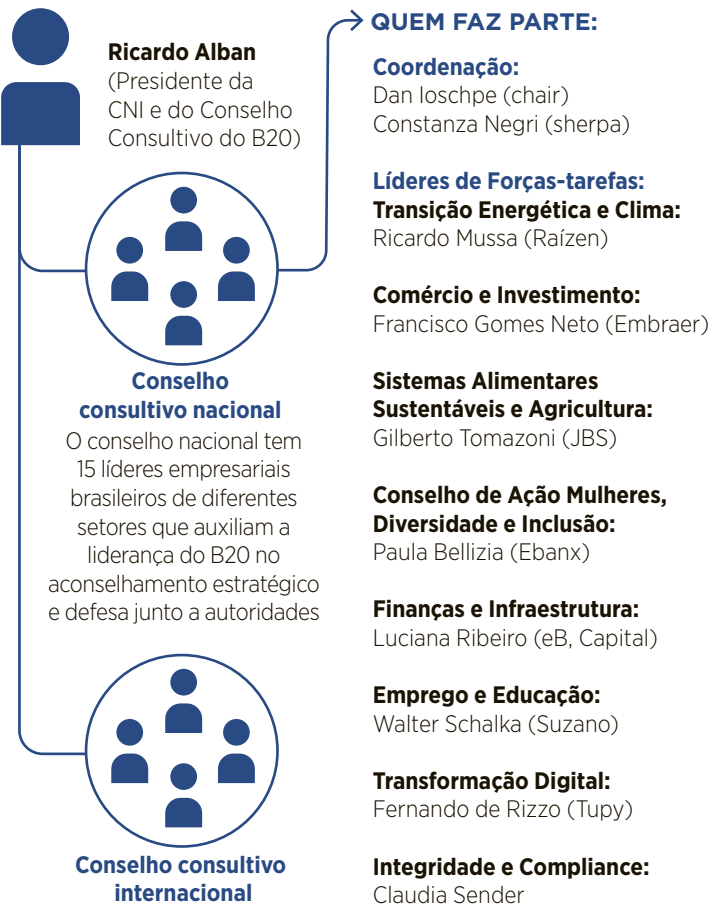 Ricardo Alban
(Presidente da
CNI e do Conselho
Consultivo do B20)
Conselho
consultivo nacional
O conselho nacional tem
15 líderes empresariais
brasileiros de diferentes
setores que auxiliam a
liderança do B20 no
aconselhamento estratégico
e defesa junto a autoridades
Conselho consultivo
internacional
QUEM FAZ PARTE:
Coordenação:
Dan Ioschpe (chair)
Constanza Negri (sherpa)
Líderes de Forças-tarefas:
Transição Energética e Clima:
Ricardo Mussa (Raízen)
Comércio e Investimento:
Francisco Gomes Neto (Embraer)
Sistemas Alimentares
Sustentáveis e Agricultura:
Gilberto Tomazoni (JBS)
Conselho de Ação Mulheres,
Diversidade e Inclusão:
Paula Bellizia (Ebanx)
Finanças e Infraestrutura:
Luciana Ribeiro (eB, Capital)
Emprego e Educação:
Walter Schalka (Suzano)
Transformação Digital:
Fernando de Rizzo (Tupy)
Integridade e Compliance:
Claudia Sender